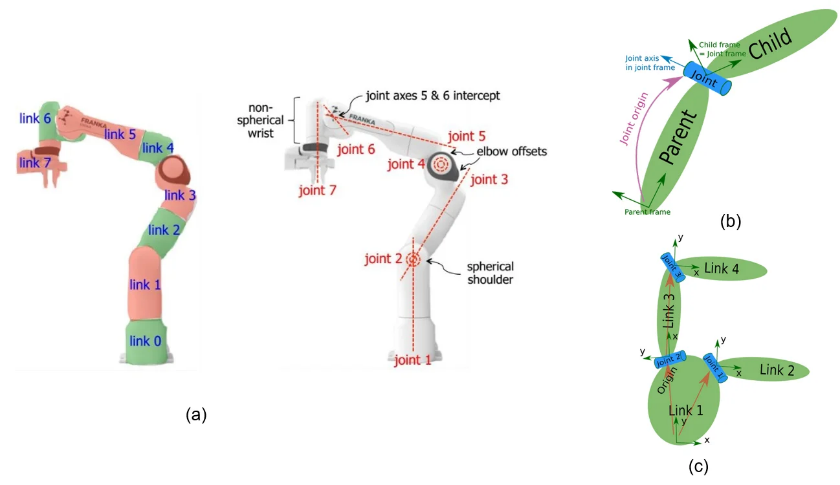 link 6
FRANKA
link 5
link 4
link 7
link 3
link 2
link 1
link 0
non-
spherical
wrist
joint axes 5 & 6 intercept
FRANKA
joint 5
joint 6
elbow offsets
joint 4
joint 3
joint 7
joint 2
spherical
shoulder
joint 1
(a)
Child frame
= Joint frame
Child
Joint axis
in joint frame
Joint
Joint origin
Parent
Parent frame
(b)
y
Joint 3
x
Link 4
Link 3
x
y
y
Joint 2
Joint 1
x
Link 2
Origin
Link 1
y
x
(c)